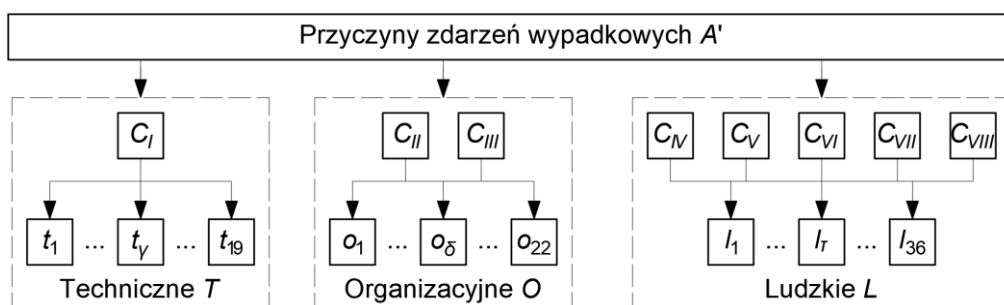 Przyczyny zdarzeń wypadkowych A'
C_I C_II C_III C_IV C_V C_VI C_VII C_VIII
t_1 ... t_γ ... t_19 o_1 ... o_δ ... o_22 l_1 ... l_τ ... l_36
Techniczne T Organizacyjne O Ludzkie L